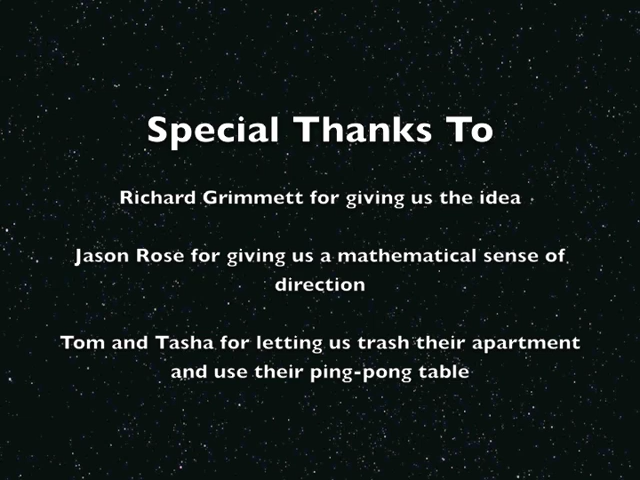 Special Thanks To
Richard Grimmett for giving us the idea
Jason Rose for giving us a mathematical sense of
direction
Tom and Tasha for letting us trash their apartment
and use their ping-pong table